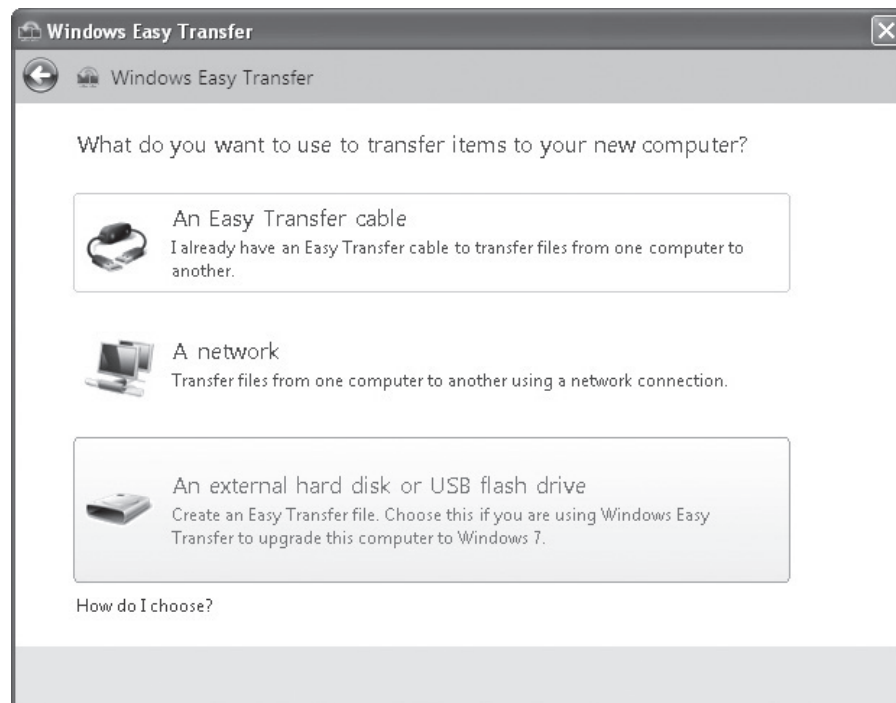 Windows Easy Transfer
Windows Easy Transfer
What do you want to use to transfer items to your new computer?
An Easy Transfer cable
I already have an Easy Transfer cable to transfer files from one computer to
another.
A network
Transfer files from one computer to another using a network connection.
An external hard disk or USB flash drive
Create an Easy Transfer file. Choose this if you are using Windows Easy
Transfer to upgrade this computer to Windows 7.
How do I choose?